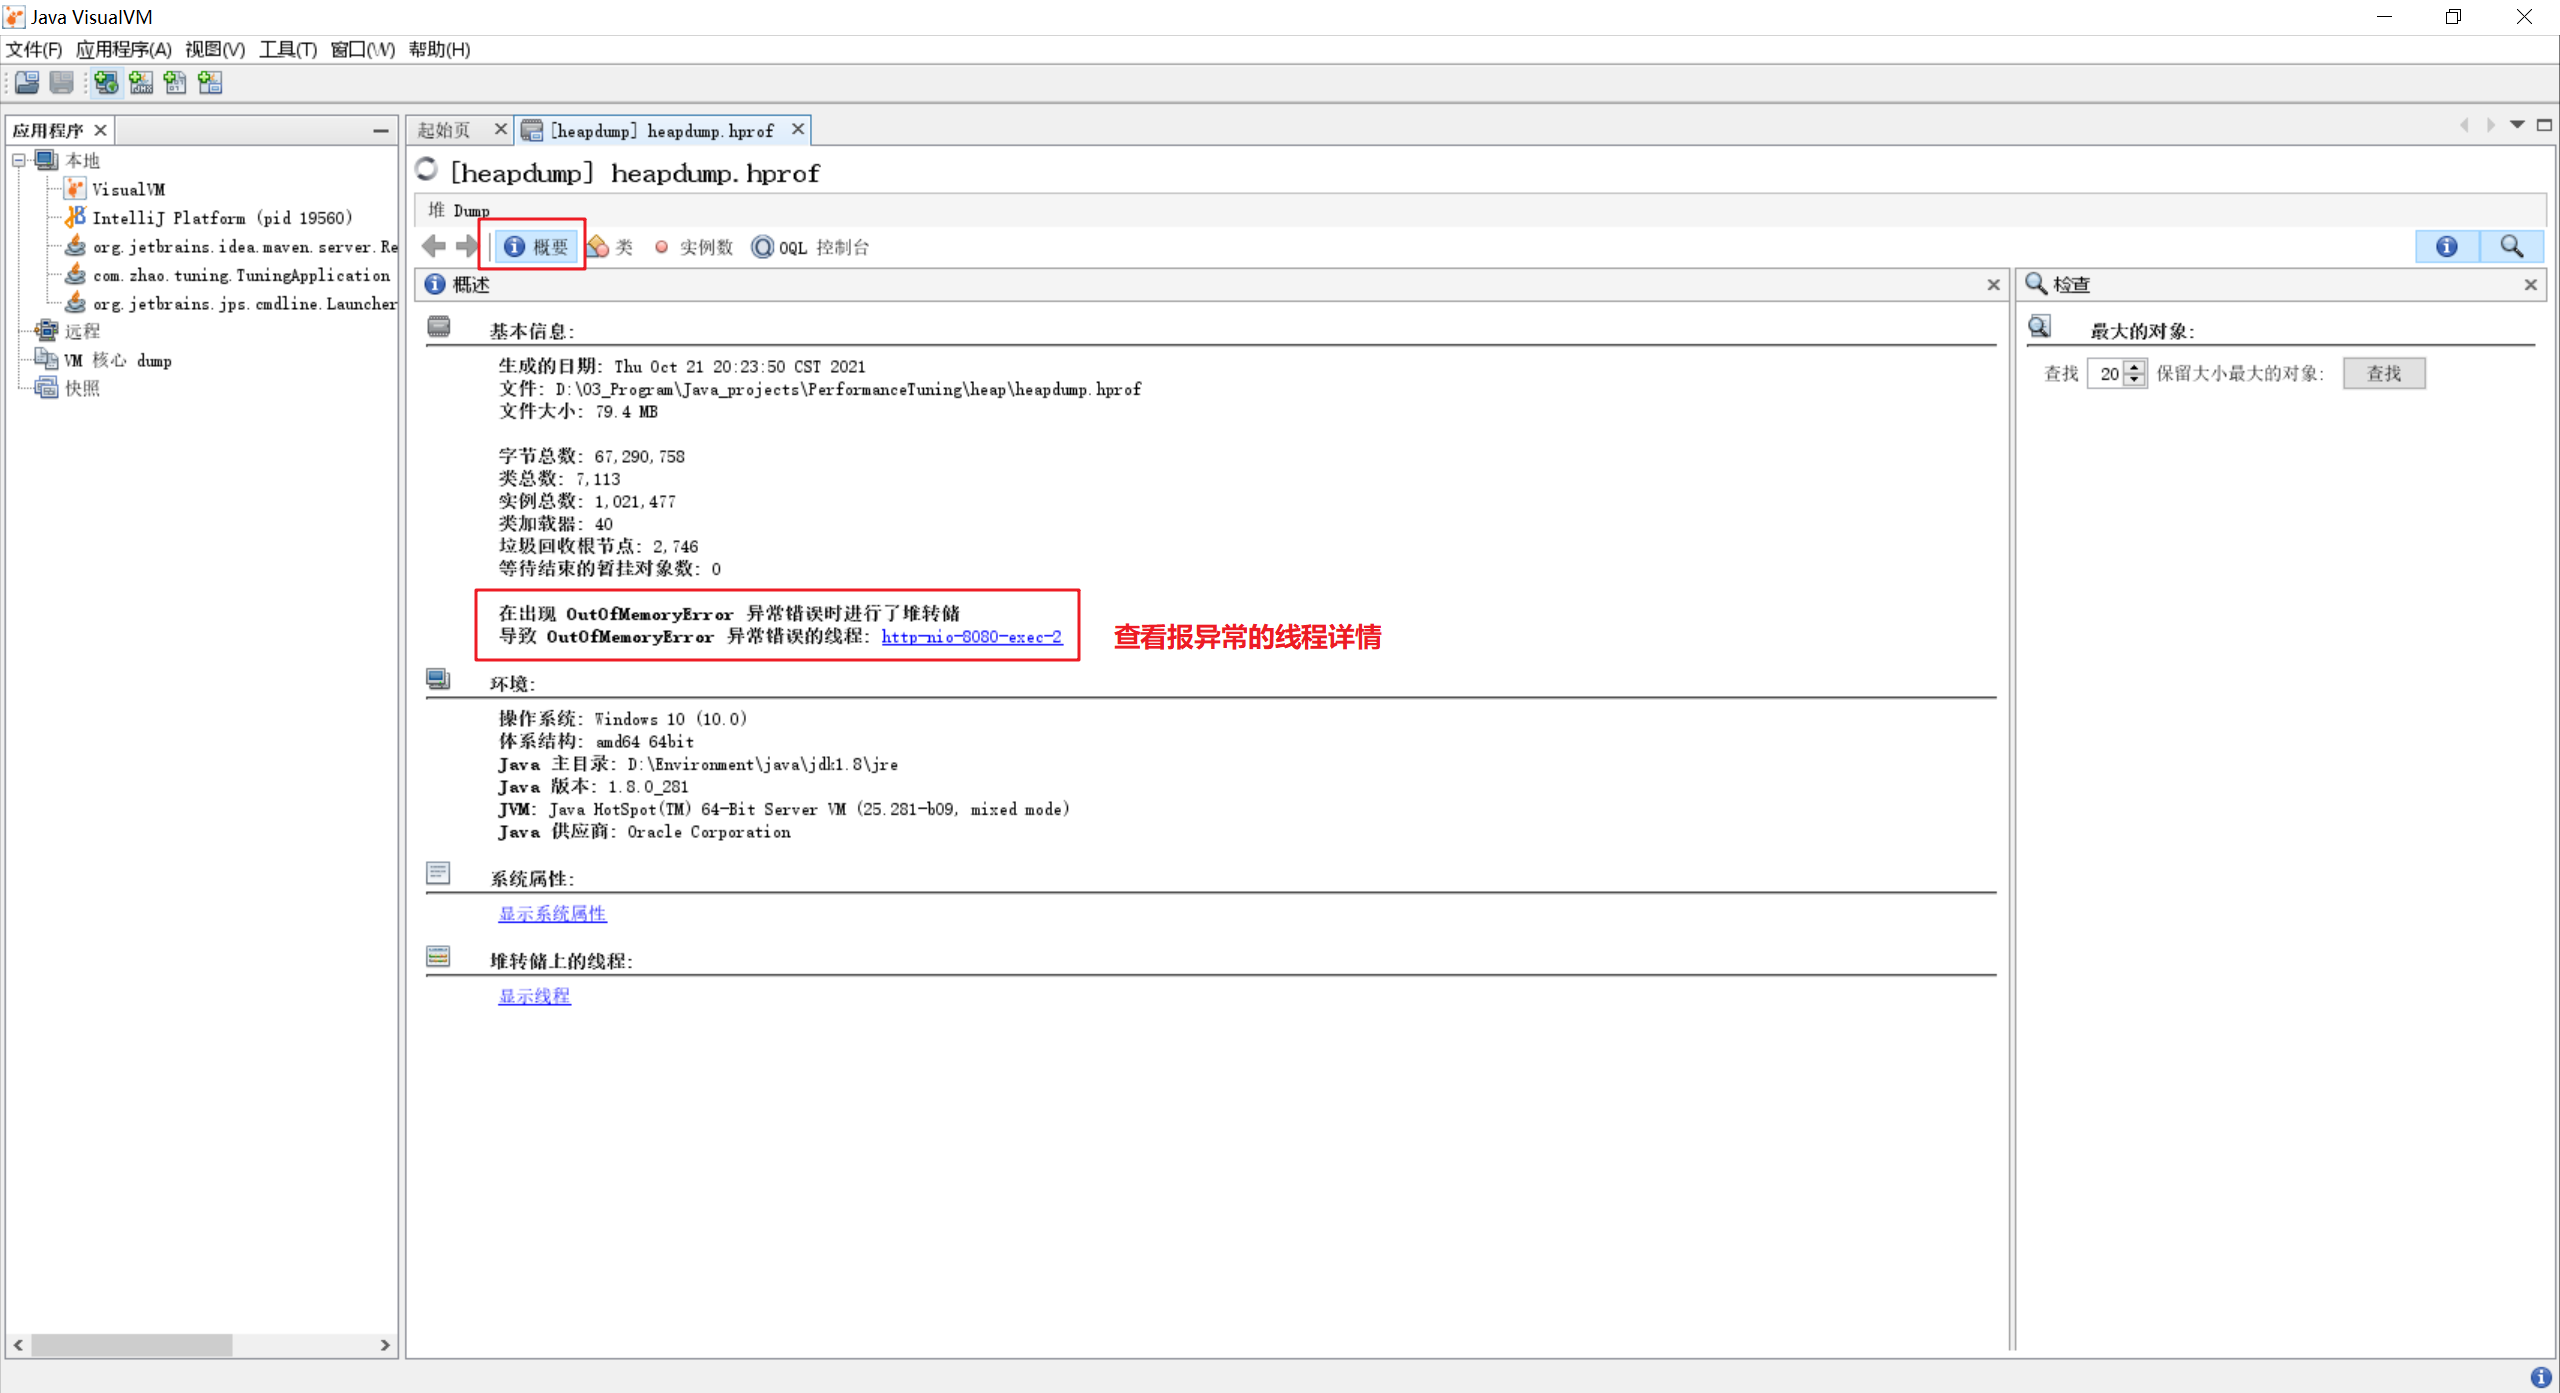 Java VisualVM
文件(F) 应用程序(A) 视图(V) 工具(T) 窗口(W) 帮助(H)
应用程序
本地
VisualVM
IntelliJ Platform (pid 19560)
org.jetbrains.idea.maven.server.Re
com.zhao.tuning.TuningApplication
org.jetbrains.jps.cmdline.Launcher
远程
VM 核心 dump
快照
起始页
[heapdump] heapdump.hprof
[heapdump] heapdump.hprof
堆 Dump
概要 类 实例数 OQL 控制台
概述
基本信息:
生成的日期: Thu Oct 21 20:23:50 CST 2021
文件: D:\03_Program\Java_projects\PerformanceTuning\heap\heapdump.hprof
文件大小: 79.4 MB
字节总数: 67,290,758
类总数: 7,113
实例总数: 1,021,477
类加载器: 40
垃圾回收根节点: 2,746
等待结束的暂挂对象数: 0
在出现 OutOfMemoryError 异常错误时进行了堆转储
导致 OutOfMemoryError 异常错误的线程: http-nio-8080-exec-2
查看报异常的线程详情
环境:
操作系统: Windows 10 (10.0)
体系结构: amd64 64bit
Java 主目录: D:\Environment\java\jdk1.8\jre
Java 版本: 1.8.0_281
JVM: Java HotSpot(TM) 64-Bit Server VM (25.281-b09, mixed mode)
Java 供应商: Oracle Corporation
系统属性:
显示系统属性
堆转储上的线程:
显示线程
检查
最大的对象:
查找 20 保留大小最大的对象: 查找